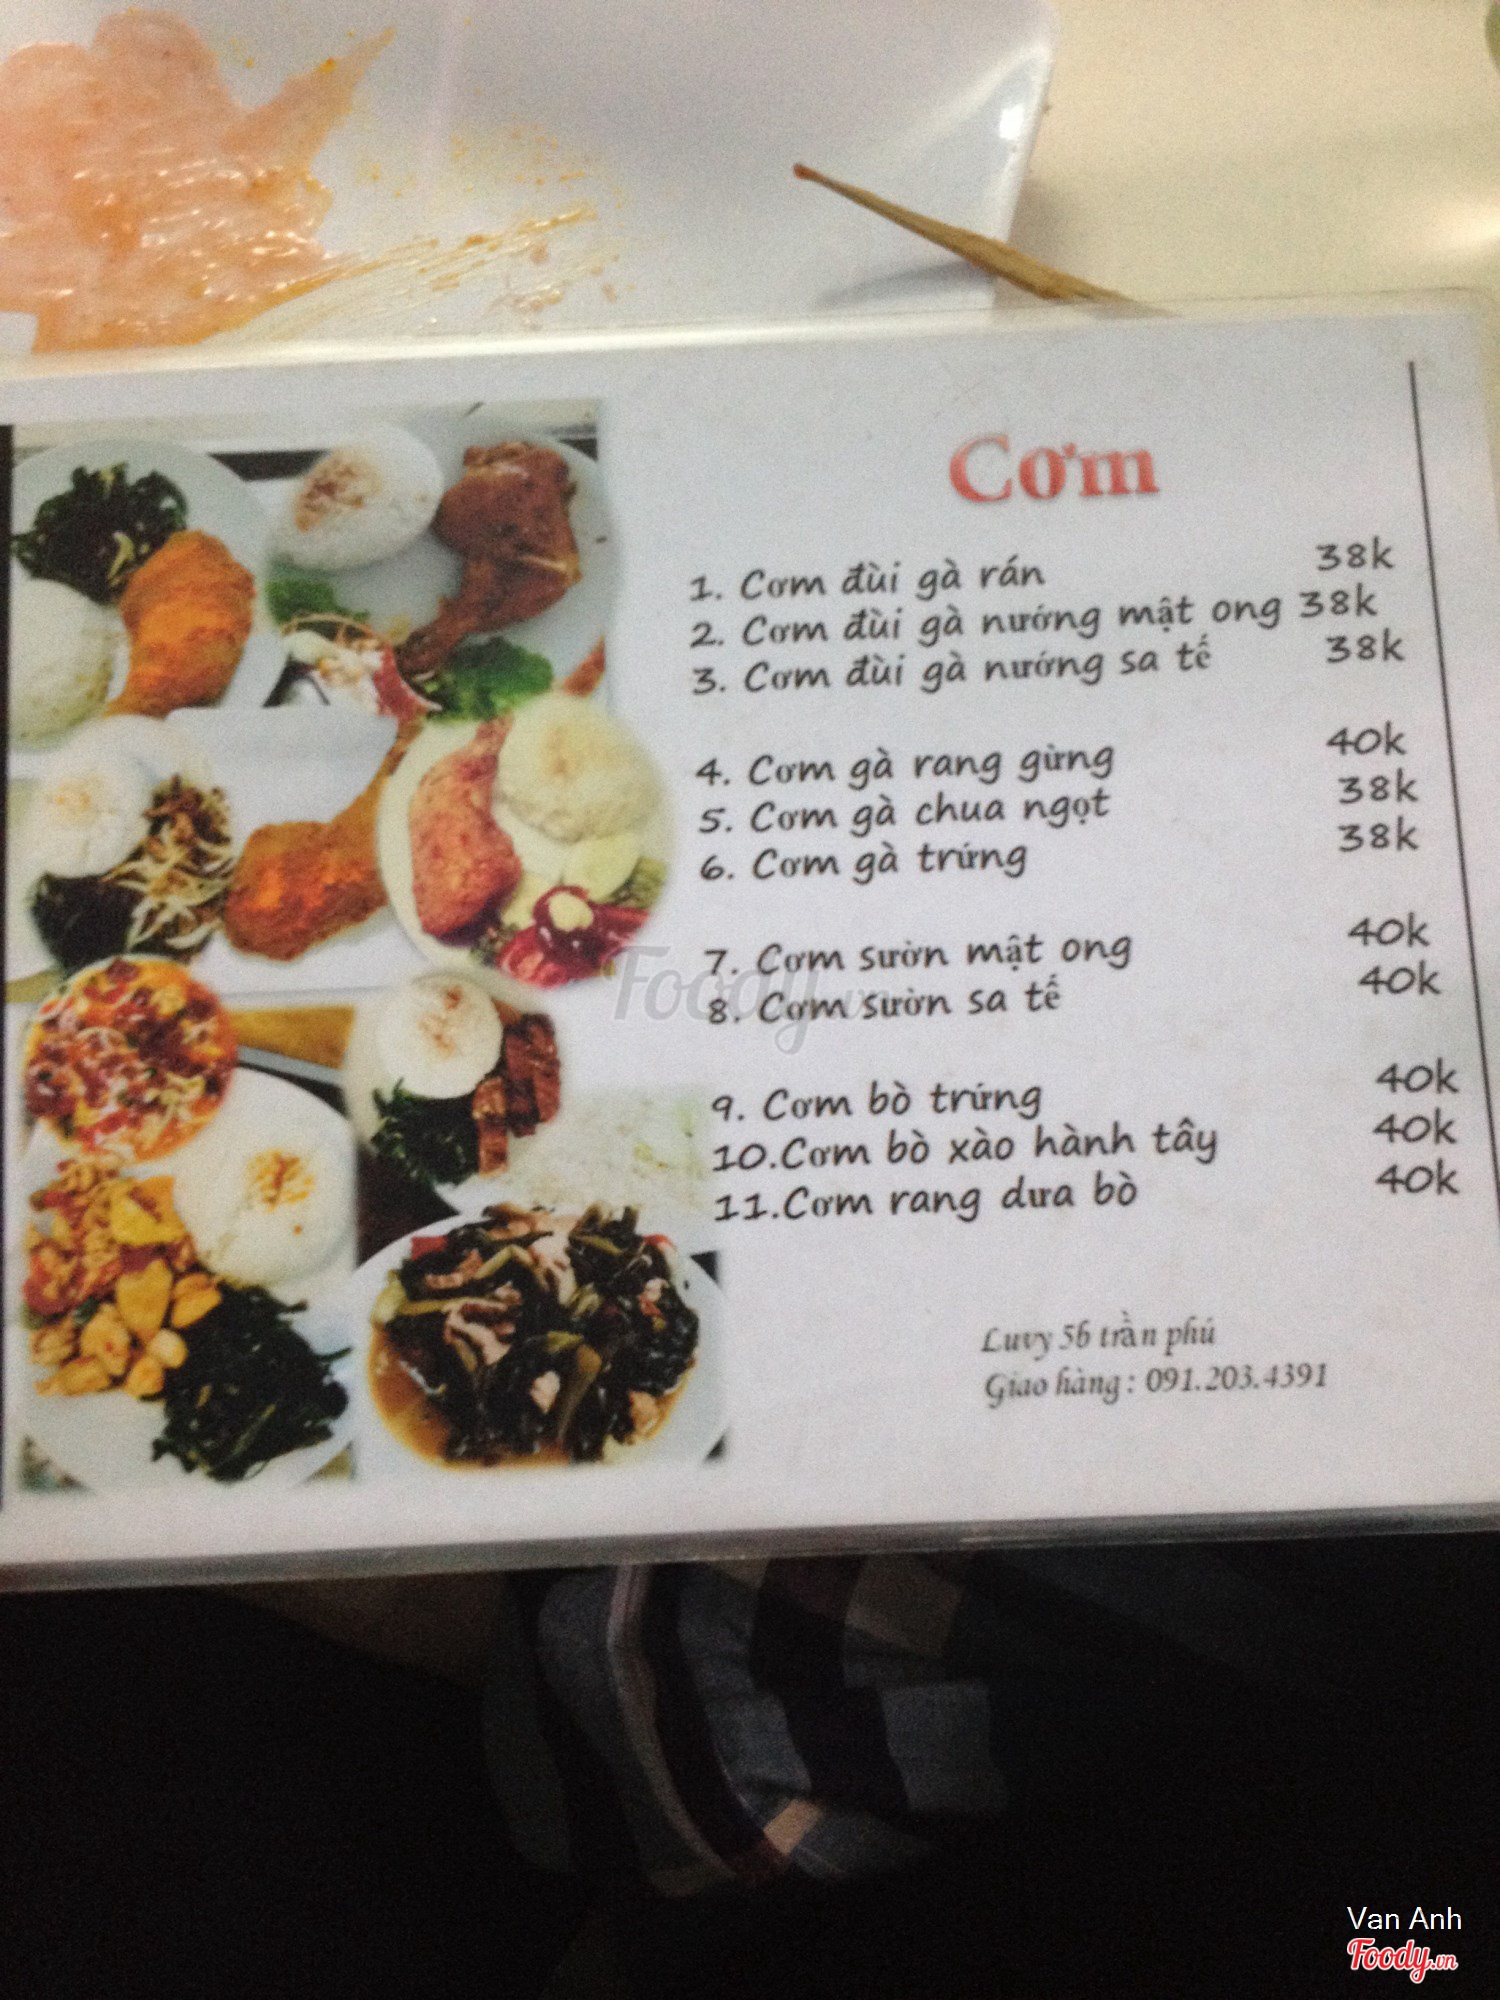 Cơm
1. Cơm đùi gà rán 38k
2. Cơm đùi gà nướng mật ong 38k
3. Cơm đùi gà nướng sa tế 38k
4. Cơm gà rang gừng 40k
5. Cơm gà chua ngọt 38k
6. Cơm gà trứng 38k
7. Cơm sườn mật ong 40k
8. Cơm sườn sa tế 40k
9. Cơm bò trứng 40k
10.Cơm bò xào hành tây 40k
11.Cơm rang dưa bò 40k
Luvy 5b trần phú
Giao hàng : 091.203.4391
Foody.vn
Van Anh
Foody.vn